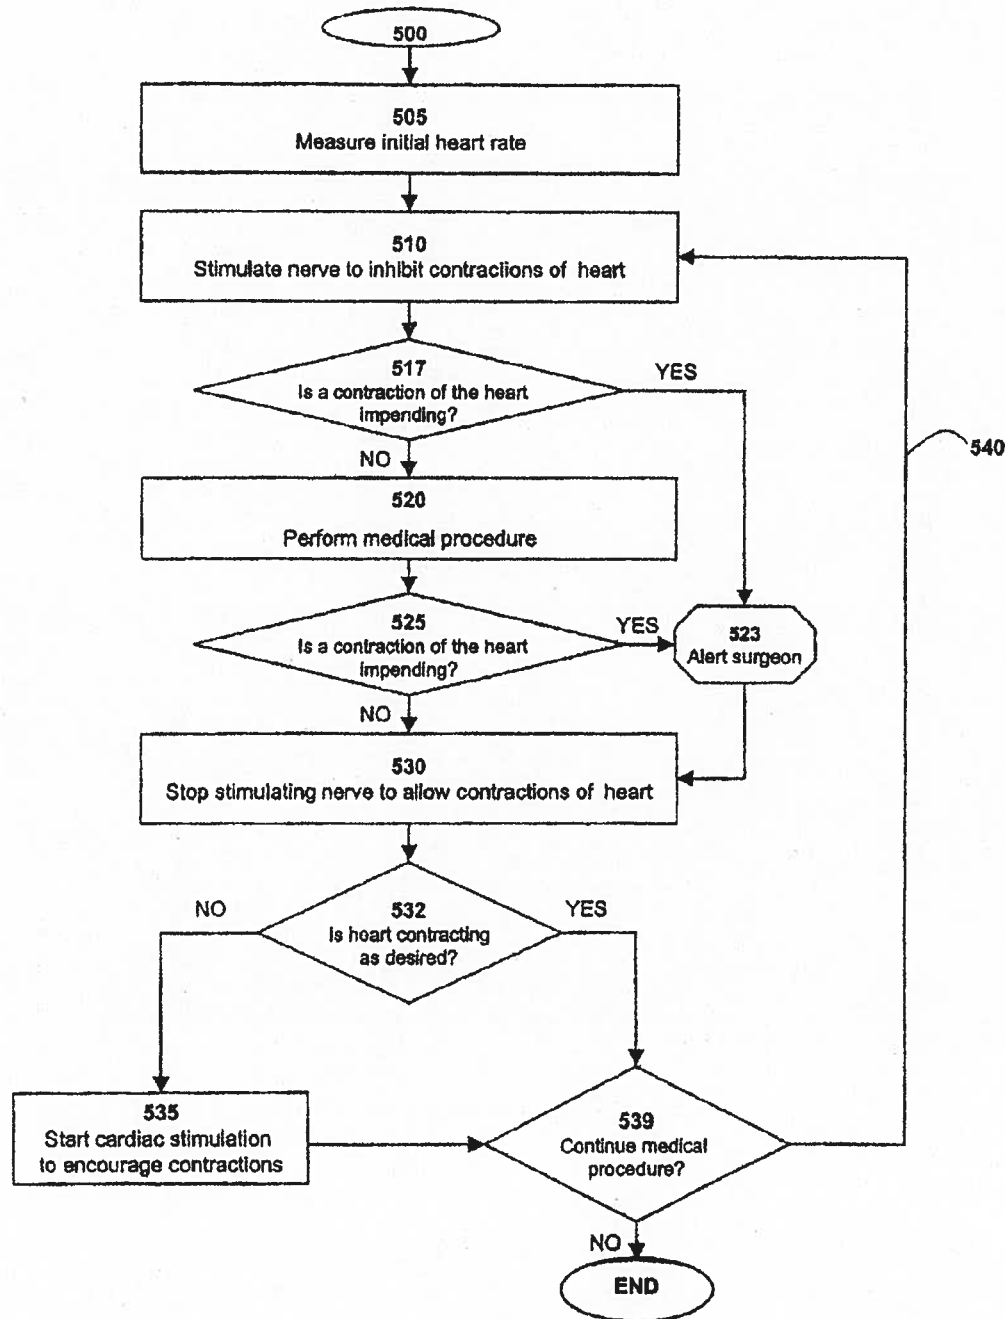 500
505
Measure initial heart rate
510
Stimulate nerve to inhibit contractiions of heart
517
Is a contraction of the heart
impending?
YES
NO
540
520
Perform medical procedure
525
Is a contraction of the heart
impending?
YES
523
Alert surgeon
NO
530
Stop stimulating nerve to allow contractions of heart
NO
532
Is heart contracting
as desired?
YES
535
Start cardiac stimulation
to encourage contractions
539
Continue medical
procedure?
NO
END